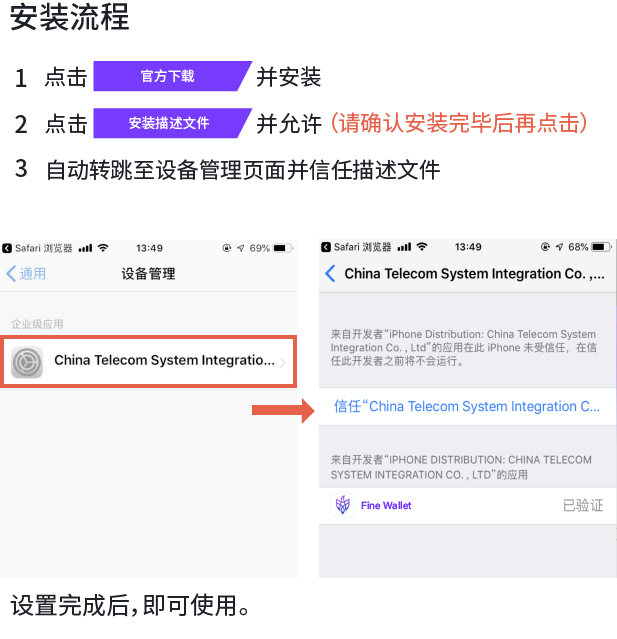 安装流程
1 点击 官方下载 并安装
2 点击 安装描述文件 并允许（请确认安装完毕后再点击）
3 自动转跳至设备管理页面并信任描述文件
Safari 浏览器 13:49 69%
通用 设备管理
企业级应用
China Telecom System Integratio...
Safari 浏览器 13:49 68%
China Telecom System Integration Co. ,...
来自开发者“iPhone Distribution: China Telecom System
Integration Co. , Ltd”的应用在此 iPhone 未受信任，在信
任此开发者之前将不会运行。
信任“China Telecom System Integration C...
来自开发者“IPHONE DISTRIBUTION: CHINA TELECOM
SYSTEM INTEGRATION CO. , LTD”的应用
Fine Wallet 已验证
设置完成后，即可使用。